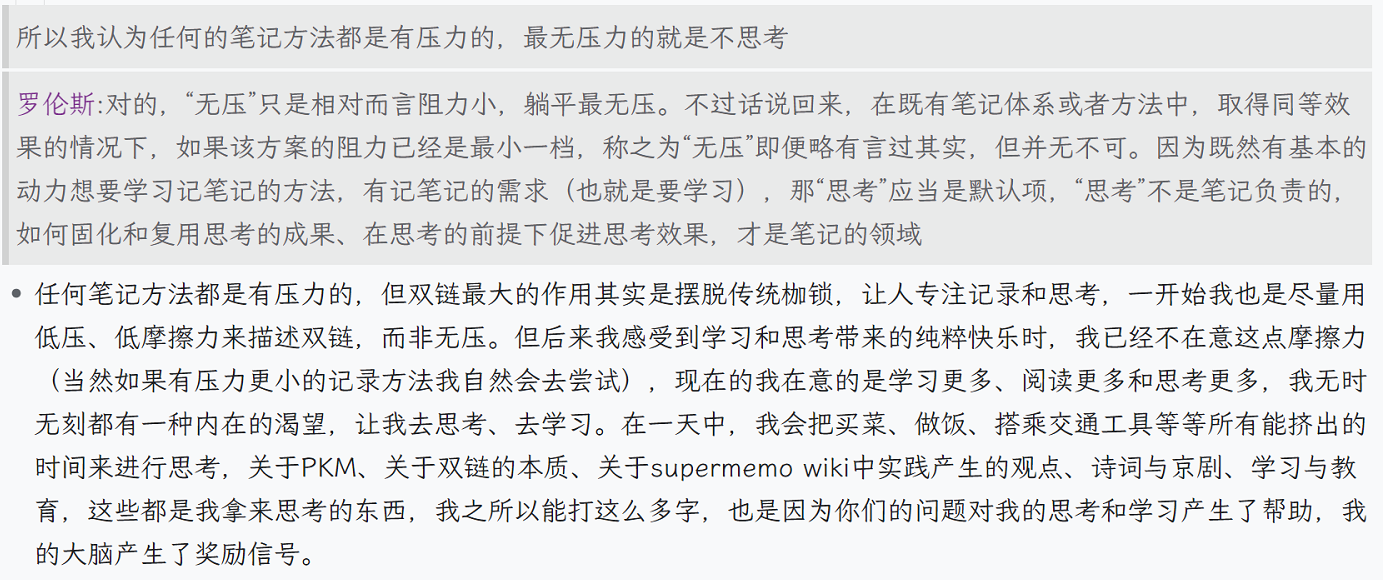 所以我认为任何的笔记方法都是有压力的，最无压力的就是不思考
罗伦斯:对的，“无压”只是相对而言阻力小，躺平最无压。不过话说回来，在既有笔记体系或者方法中，取得同等效
果的情况下，如果该方案的阻力已经是最小一档，称之为“无压”即便略有言过其实，但并无不可。因为既然有基本的
动力想要学习记笔记的方法，有记笔记的需求（也就是要学习），那“思考”应当是默认项，“思考”不是笔记负责的，
如何固化和复用思考的成果、在思考的前提下促进思考效果，才是笔记的领域
• 任何笔记方法都是有压力的，但双链最大的作用其实是摆脱传统枷锁，让人专注记录和思考，一开始我也是尽量用
低压、低摩擦力来描述双链，而非无压。但后来我感受到学习和思考带来的纯粹快乐时，我已经不在意这点摩擦力
（当然如果有压力更小的记录方法我自然会去尝试），现在的我在意的是学习更多、阅读更多和思考更多，我无时
无刻都有一种内在的渴望，让我去思考、去学习。在一天中，我会把买菜、做饭、搭乘交通工具等等所有能挤出的
时间来进行思考，关于PKM、关于双链的本质、关于supermemo wiki中实践产生的观点、诗词与京剧、学习与教
育，这些都是我拿来思考的东西，我之所以能打这么多字，也是因为你们的问题对我的思考和学习产生了帮助，我
的大脑产生了奖励信号。